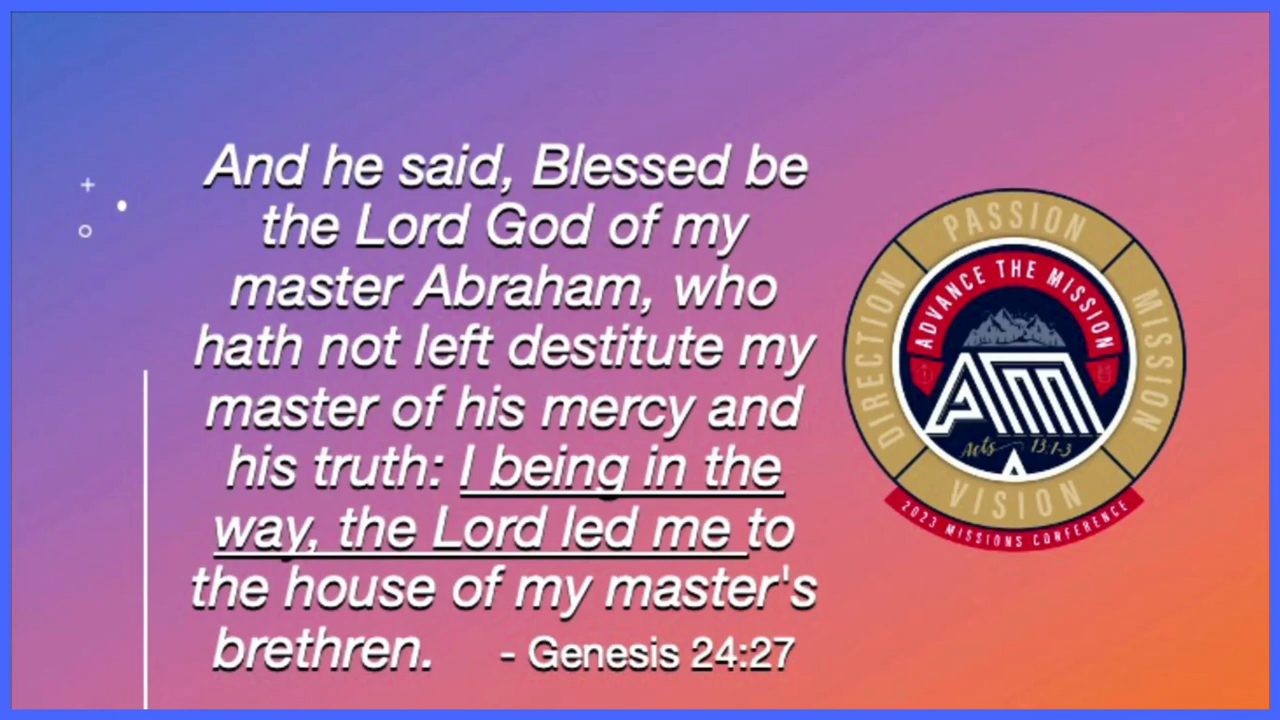 And he said, Blessed be
the Lord God of my
master Abraham, who
hath not left destitute my
master of his mercy and
his truth: I being in the
way, the Lord led me to
the house of my master's
brethren. - Genesis 24:27
PASSION
MISSION
VISION
DIRECTION
ADVANCE THE MISSION
AM
Acts 13:1-3
2023 MISSIONS CONFERENCE